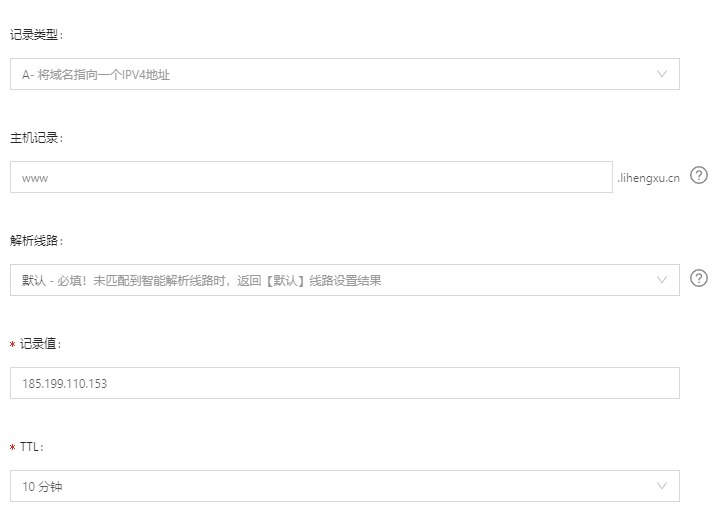 记录类型:
A- 将域名指向一个IPV4地址
主机记录:
www .lihengxu.cn ?
解析线路:
默认 - 必填！未匹配到智能解析线路时，返回【默认】线路设置结果 ?
* 记录值:
185.199.110.153
* TTL:
10 分钟